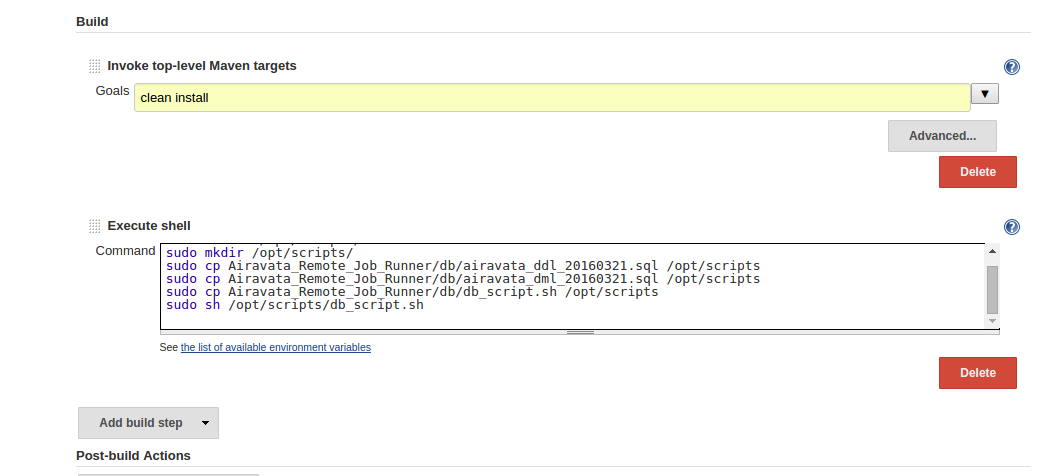 Build
Invoke top-level Maven targets
Goals
clean install
Advanced...
Delete
Execute shell
Command
sudo mkdir /opt/scripts/
sudo cp Airavata_Remote_Job_Runner/db/airavata_ddl_20160321.sql /opt/scripts
sudo cp Airavata_Remote_Job_Runner/db/airavata_dml_20160321.sql /opt/scripts
sudo cp Airavata_Remote_Job_Runner/db/db_script.sh /opt/scripts
sudo sh /opt/scripts/db_script.sh
See the list of available environment variables
Delete
Add build step
Post-build Actions